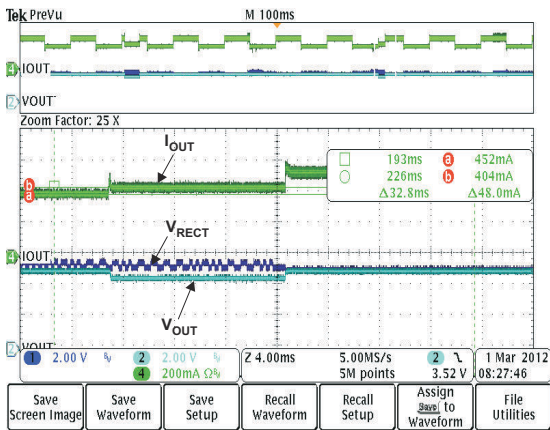 Tek PreVu M 100ms
4 IOUT
2 VOUT
Zoom Factor: 25 X
IOUT
193ms a 452mA
226ms b 404mA
Δ32.8ms Δ48.0mA
b
a
VRECT
4 IOUT
VOUT
2 VOUT
1 2.00 V 2 2.00 V Z 4.00ms 5.00MS/s 2 1 Mar 2012
4 200mA Ω 5M points 3.52 V 08:27:46
Save Screen Image
Save Waveform
Save Setup
Recall Waveform
Recall Setup
Assign Save to Waveform
File Utilities